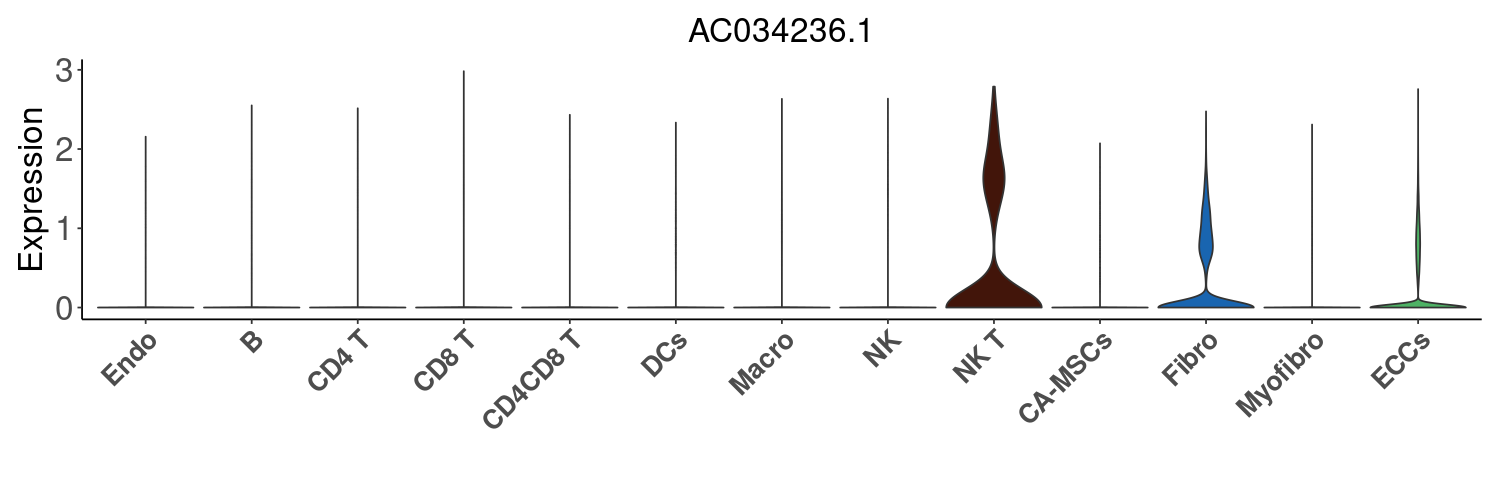 AC034236.1
Expression
3
2
1
0
Endo
B
CD4 T
CD8 T
CD4CD8 T
DCs
Macro
NK
NK T
CA-MSCs
Fibro
Myofibro
ECCs